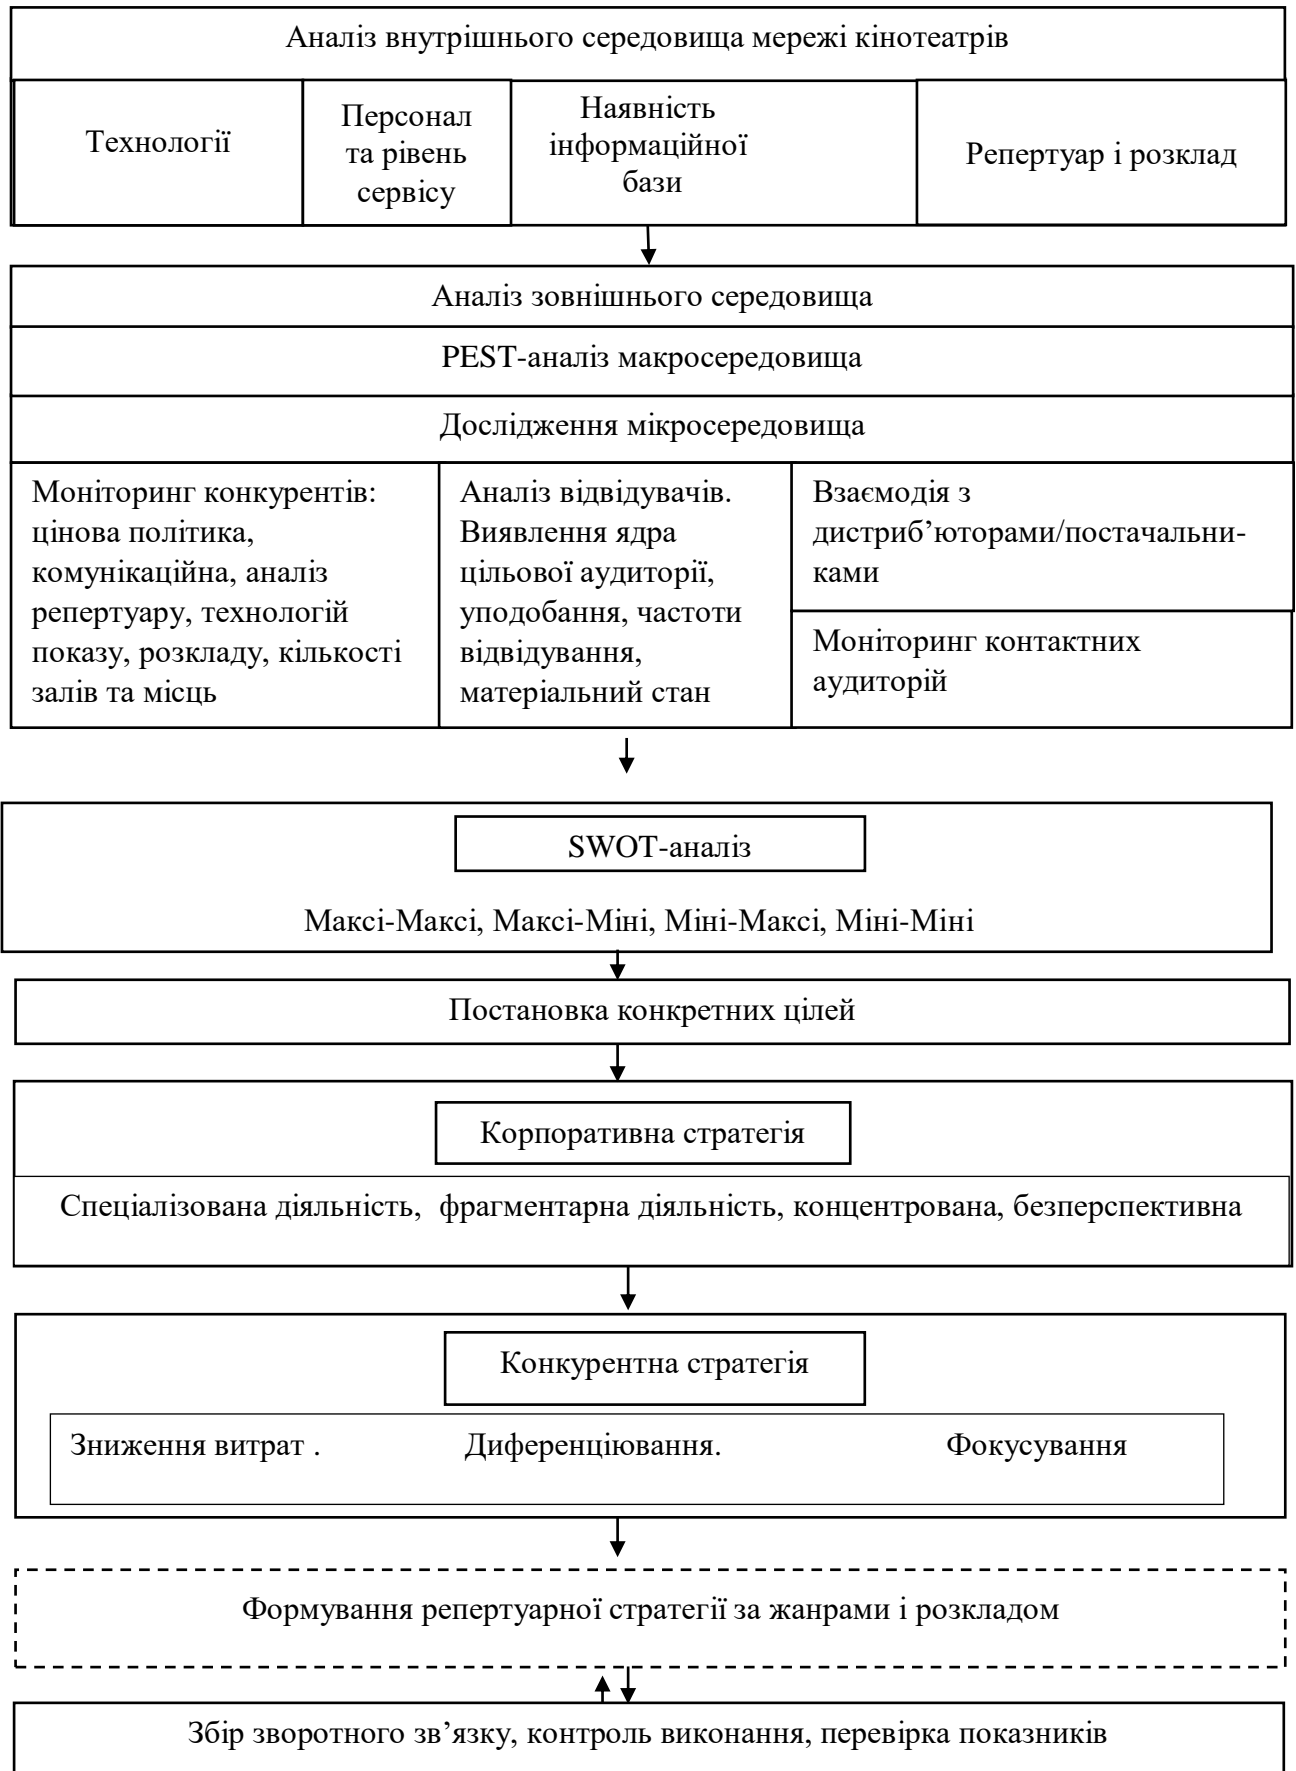 Аналіз внутрішнього середовища мережі кінотеатрів
Технології
Персонал
та рівень
сервісу
Наявність
інформаційної
бази
Репертуар і розклад
Аналіз зовнішнього середовища
PEST-аналіз макросередовища
Дослідження мікросередовища
Моніторинг конкурентів:
цінова політика,
комунікаційна, аналіз
репертуару, технологій
показу, розкладу, кількості
залів та місць
Аналіз відвідувачів.
Виявлення ядра
цільової аудиторії,
уподобання, частоти
відвідування,
матеріальний стан
Взаємодія з
дистриб’юторами/постачальни-
ками
Моніторинг контактних
аудиторій
SWOT-аналіз
Максі-Максі, Максі-Міні, Міні-Максі, Міні-Міні
Постановка конкретних цілей
Корпоративна стратегія
Спеціалізована діяльність, фрагментарна діяльність, концентрована, безперспективна
Конкурентна стратегія
Зниження витрат . Диференціювання. Фокусування
Формування репертуарної стратегії за жанрами і розкладом
Збір зворотного зв’язку, контроль виконання, перевірка показників